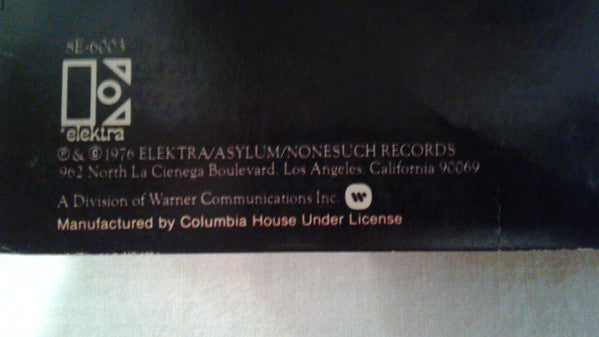 8E-6003
elektra
℗ & © 1976 ELEKTRA/ASYLUM/NONESUCH RECORDS
962 North La Cienega Boulevard, Los Angeles, California 90069
A Division of Warner Communications Inc. W
Manufactured by Columbia House Under License